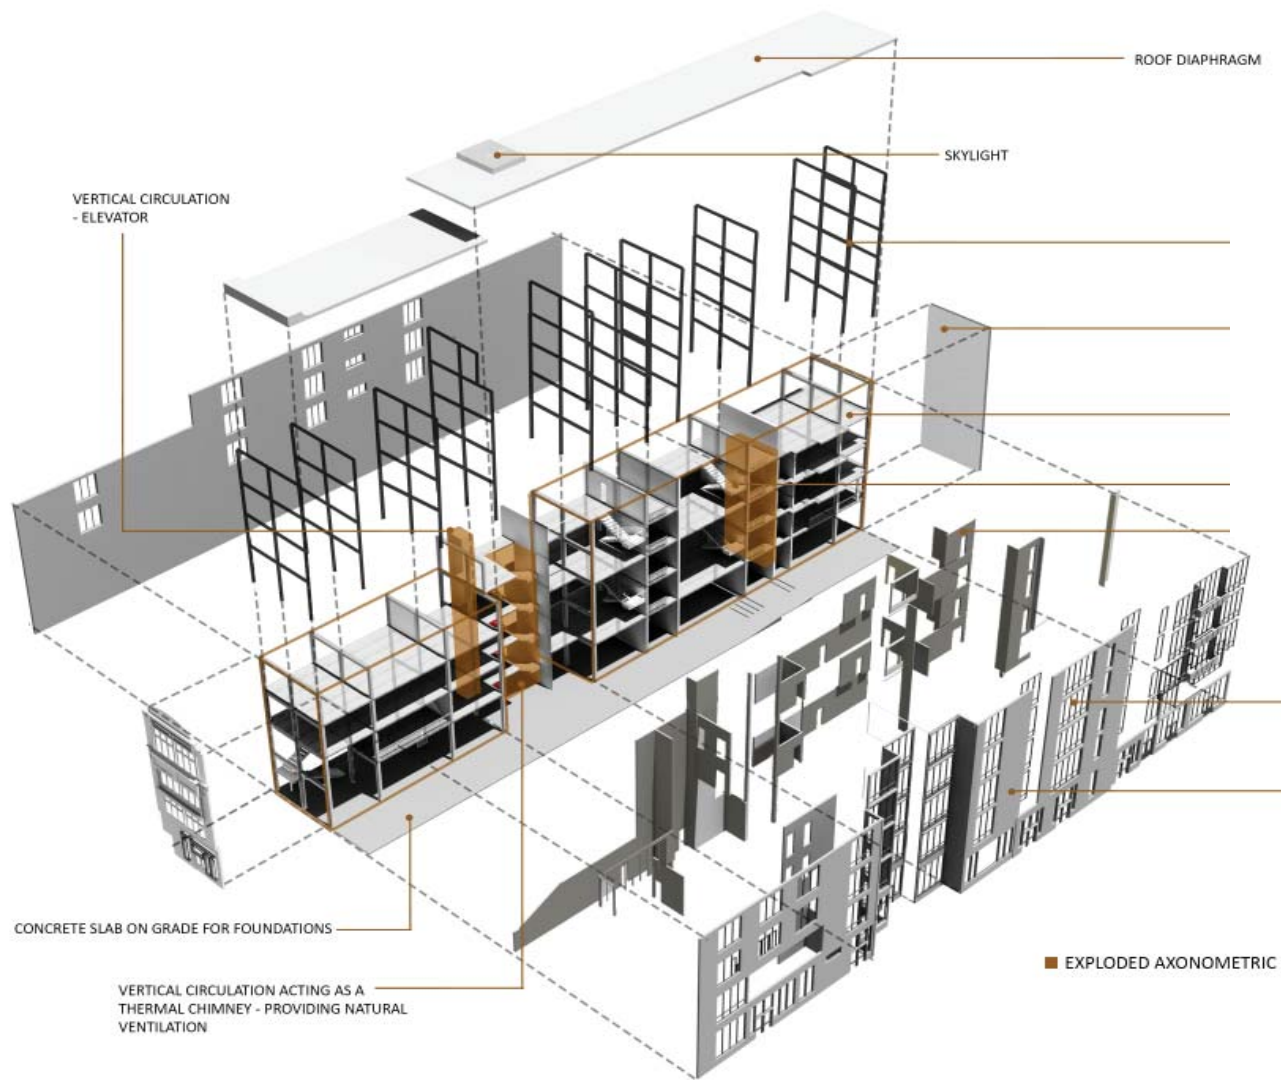 ROOF DIAPHRAGM
SKYLIGHT
VERTICAL CIRCULATION
- ELEVATOR
CONCRETE SLAB ON GRADE FOR FOUNDATIONS
VERTICAL CIRCULATION ACTING AS A
THERMAL CHIMNEY - PROVIDING NATURAL
VENTILATION
EXPLODED AXONOMETRIC